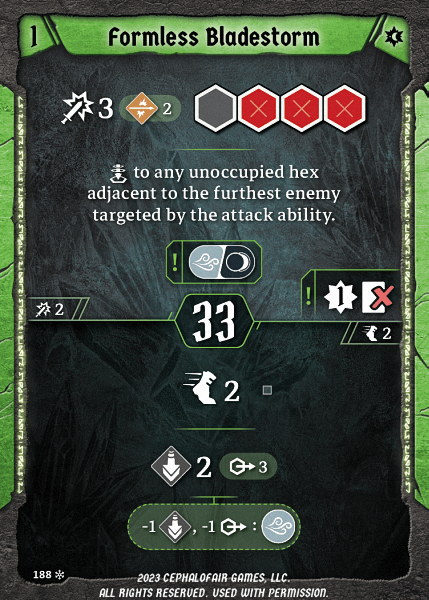 1 Formless Bladestorm
3 2
to any unoccupied hex
adjacent to the furthest enemy
targeted by the attack ability.
!
! 1
2 33 2
2
2 3
-1 , -1 :
188
2023 CEPHALOFAIR GAMES, LLC.
ALL RIGHTS RESERVED. USED WITH PERMISSION.